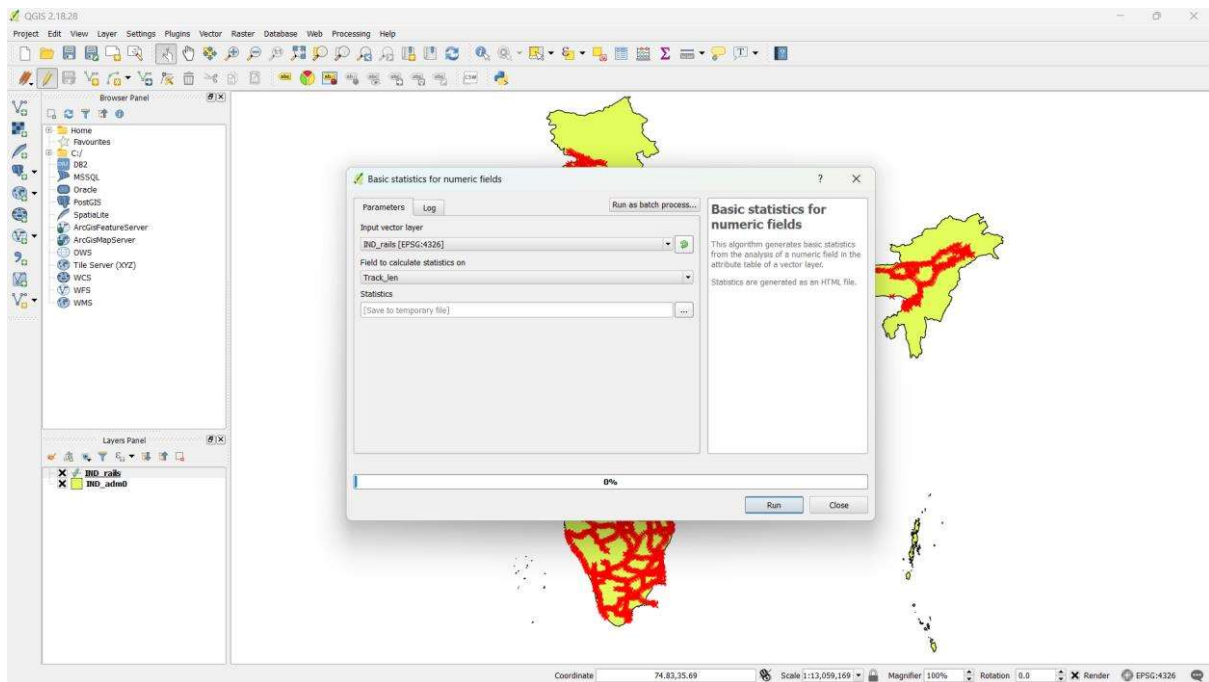 QGIS 2.18.28
Project Edit View Layer Settings Plugins Vector Raster Database Web Processing Help
Browser Panel
Home
Favourites
C:/
DB2
MSSQL
Oracle
PostGIS
SpatiaLite
ArcGisFeatureServer
ArcGisMapServer
OWS
Tile Server (XYZ)
WCS
WFS
WMS
Layers Panel
IND_rails
IND_adm0
Basic statistics for numeric fields
Parameters Log Run as batch process...
Input vector layer
IND_rails [EPSG:4326]
Field to calculate statistics on
Track_len
Statistics
[Save to temporary file] ...
Basic statistics for
numeric fields
This algorithm generates basic statistics
from the analysis of a numeric field in the
attribute table of a vector layer.
Statistics are generated as an HTML file.
0%
Run Close
Coordinate 74.83,35.69 Scale 1:13,059,169 Magnifier 100% Rotation 0.0 Render EPSG:4326